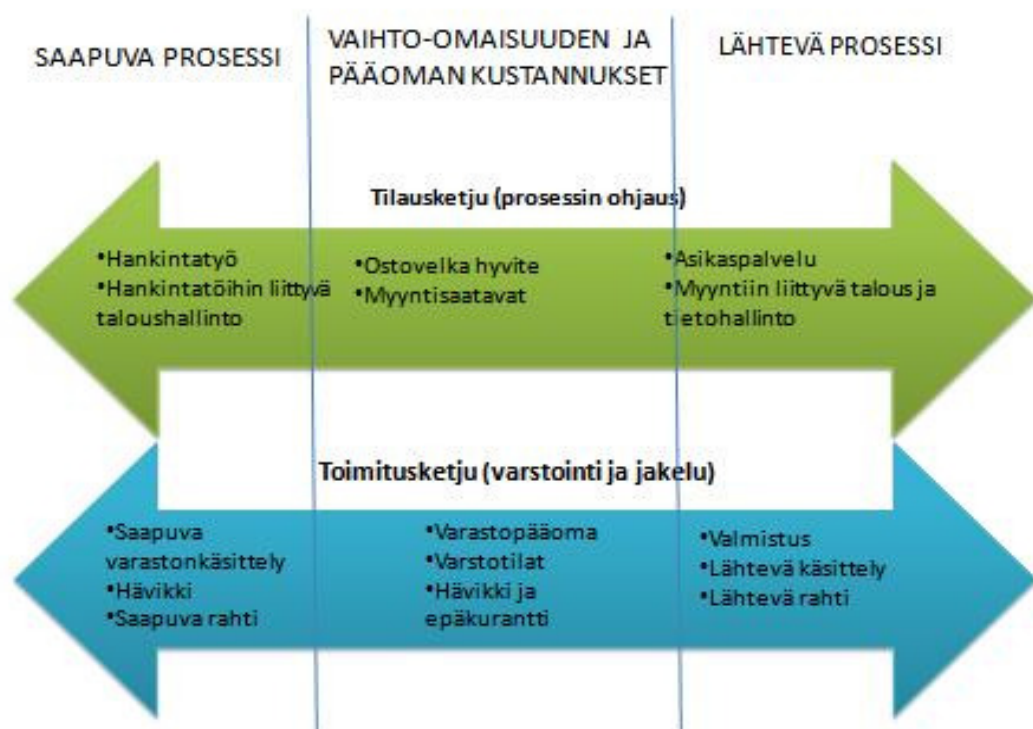 SAAPUVA PROSESSI
VAIHTO-OMAISUUDEN JA
PÄÄOMAN KUSTANNUKSET
LÄHTEVÄ PROSESSI
Tilausketju (prosessin ohjaus)
•Hankintatyö
•Hankintatöihin liittyvä
taloushallinto
•Ostovelka hyvite
•Myyntisaatavat
•Asikaspalvelu
•Myyntiin liittyvä talous ja
tietohallinto
Toimitusketju (varstointi ja jakelu)
•Saapuva
varastonkäsittely
•Hävikki
•Saapuva rahti
•Varastopääoma
•Varstotilat
•Hävikki ja
epäkurantti
•Valmistus
•Lähtevä käsittely
•Lähtevä rahti